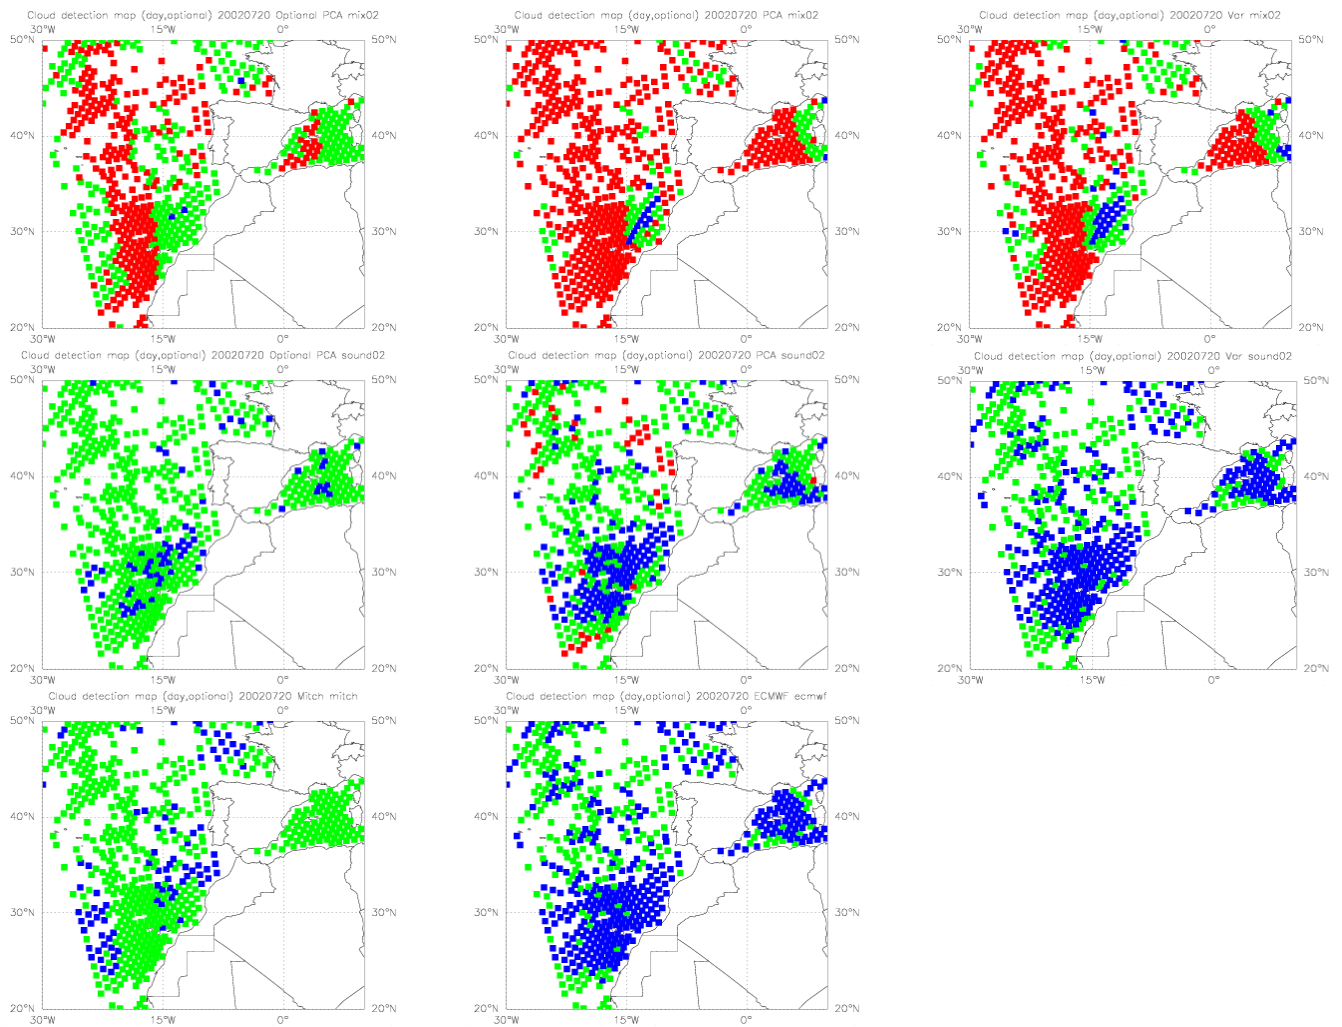 Cloud detection map (day,optional) 20020720 Optional PCA mix02
30°W 15°W 0°
50°N 50°N
40°N 40°N
30°N 30°N
20°N 20°N
30°W 15°W 0°
Cloud detection map (day,optional) 20020720 PCA mix02
30°W 15°W 0°
50°N 50°N
40°N 40°N
30°N 30°N
20°N 20°N
30°W 15°W 0°
Cloud detection map (day,optional) 20020720 Var mix02
30°W 15°W 0°
50°N 50°N
40°N 40°N
30°N 30°N
20°N 20°N
30°W 15°W 0°
Cloud detection map (day,optional) 20020720 Optional PCA sound02
30°W 15°W 0°
50°N 50°N
40°N 40°N
30°N 30°N
20°N 20°N
30°W 15°W 0°
Cloud detection map (day,optional) 20020720 PCA sound02
30°W 15°W 0°
50°N 50°N
40°N 40°N
30°N 30°N
20°N 20°N
30°W 15°W 0°
Cloud detection map (day,optional) 20020720 Var sound02
30°W 15°W 0°
50°N 50°N
40°N 40°N
30°N 30°N
20°N 20°N
30°W 15°W 0°
Cloud detection map (day,optional) 20020720 Mitch mitch
30°W 15°W 0°
50°N 50°N
40°N 40°N
30°N 30°N
20°N 20°N
30°W 15°W 0°
Cloud detection map (day,optional) 20020720 ECMWF ecmwf
30°W 15°W 0°
50°N 50°N
40°N 40°N
30°N 30°N
20°N 20°N
30°W 15°W 0°